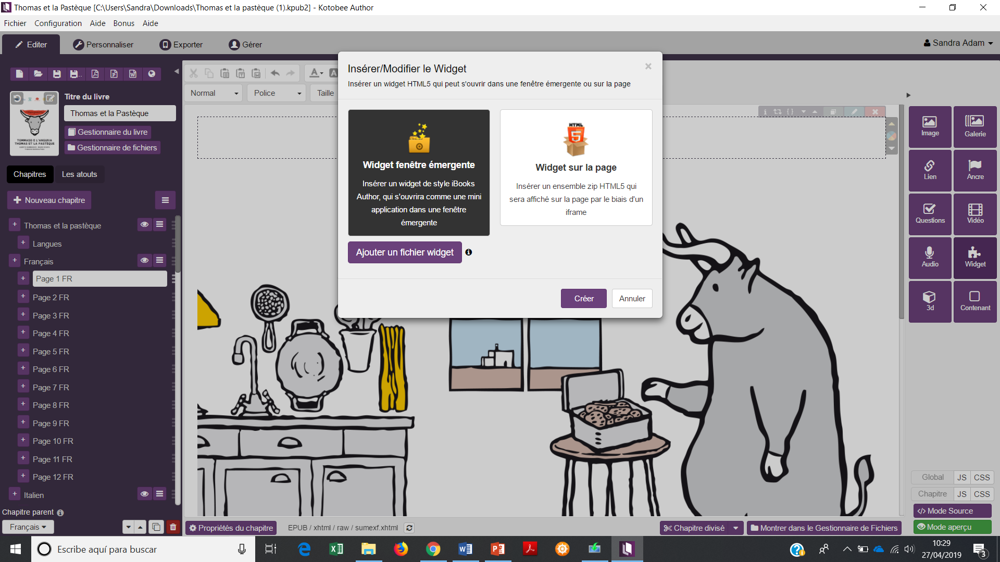 Thomas et la Pastèque [C:\Users\Sandra\Downloads\Thomas et la pastèque (1).kpub2] - Kotobee Author
Fichier Configuration Aide Bonus Aide
Editer Personnaliser Exporter Gérer
Sandra Adam
Insérer/Modifier le Widget
Insérer un widget HTML5 qui peut s'ouvrir dans une fenêtre émergente ou sur la page
Normal Police Taille
Titre du livre
Thomas et la Pastèque
Gestionnaire du livre
Gestionnaire de fichiers
TOMMASO E L'ANGURIA
THOMAS ET LA PASTÈQUE
Chapitres Les atouts
Nouveau chapitre
Thomas et la pastèque
Langues
Français
Page 1 FR
Page 2 FR
Page 3 FR
Page 4 FR
Page 5 FR
Page 6 FR
Page 7 FR
Page 8 FR
Page 9 FR
Page 10 FR
Page 11 FR
Page 12 FR
Italien
Chapitre parent
Français
HTML
5
Widget fenêtre émergente
Insérer un widget de style iBooks
Author, qui s'ouvrira comme une mini
application dans une fenêtre
émergente
Widget sur la page
Insérer un ensemble zip HTML5 qui
sera affiché sur la page par le biais d'un
iframe
Ajouter un fichier widget
Créer Annuler
Image Galerie
Lien Ancre
Questions Vidéo
Audio Widget
3d Contenant
Global JS CSS
Chapitre JS CSS
</> Mode Source
Mode aperçu
Propriétés du chapitre EPUB / xhtml / raw / sumexf.xhtml Chapitre divisé Montrer dans le Gestionnaire de Fichiers
Escribe aquí para buscar
10:29
27/04/2019
3